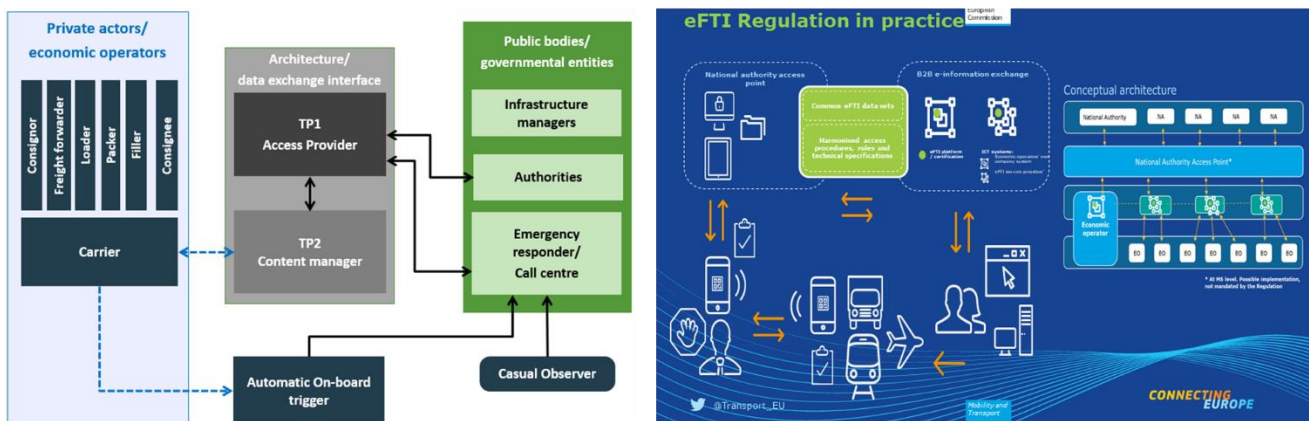 Private actors/
economic operators
Consignor
Freight forwarder
Loader
Packer
Filler
Consignee
Carrier
Architecture/
data exchange interface
TP1
Access Provider
TP2
Content manager
Public bodies/
governmental entities
Infrastructure
managers
Authorities
Emergency
responder/
Call centre
Automatic On-board
trigger
Casual Observer
eFTI Regulation in practice
European
Commission
National authority access
point
Common eFTI data sets
Harmonised access
procedures, rules and
technical specifications
B2B e-information exchange
eFTI platform
/ certification
ICT systems:
Economic operators' own
company system
eFTI service provider
Conceptual architecture
National Authority
NA
NA
NA
NA
National Authority Access Point*
Economic
operator
EO
EO
EO
EO
EO
EO
EO
* At MS level. Possible implementation,
not mandated by the Regulation
@Transport_EU
Mobility and
Transport
CONNECTING
EUROPE